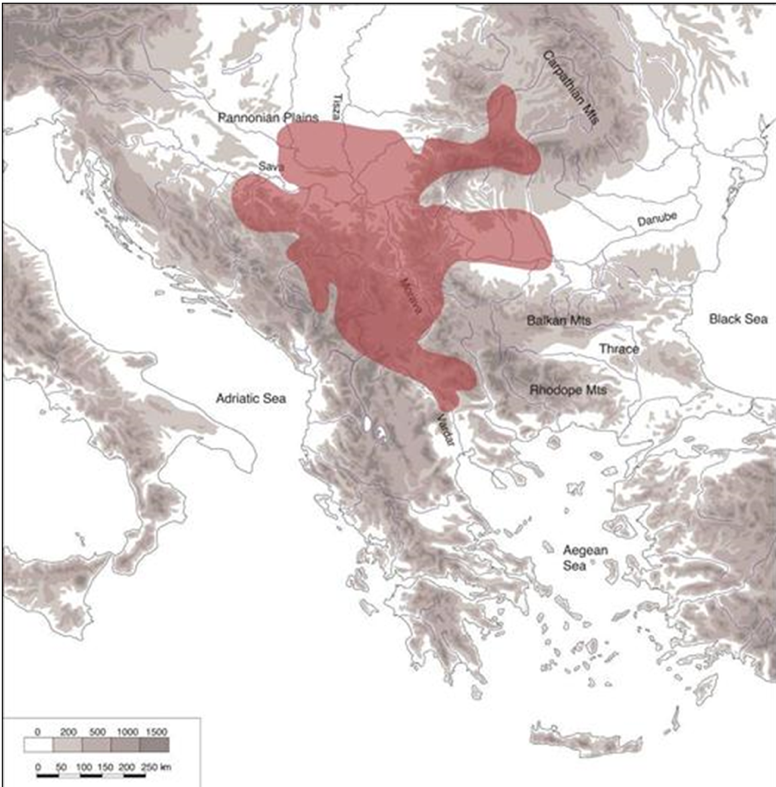 Carpathian Mts
Tisza
Pannonian Plains
Sava
Danube
Morava
Balkan Mts
Black Sea
Thrace
Rhodope Mts
Adriatic Sea
Vardar
Aegean
Sea
0 200 500 1000 1500
0 50 100 150 200 250 km